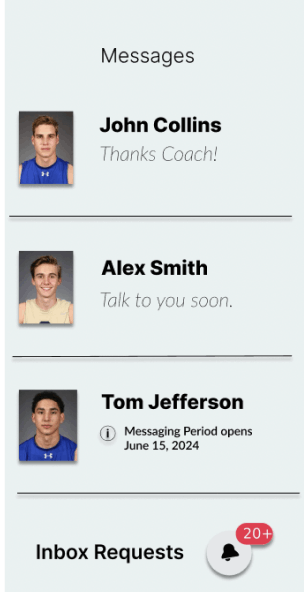 Messages
John Collins
Thanks Coach!
Alex Smith
Talk to you soon.
Tom Jefferson
Messaging Period opens
June 15, 2024
Inbox Requests
20+